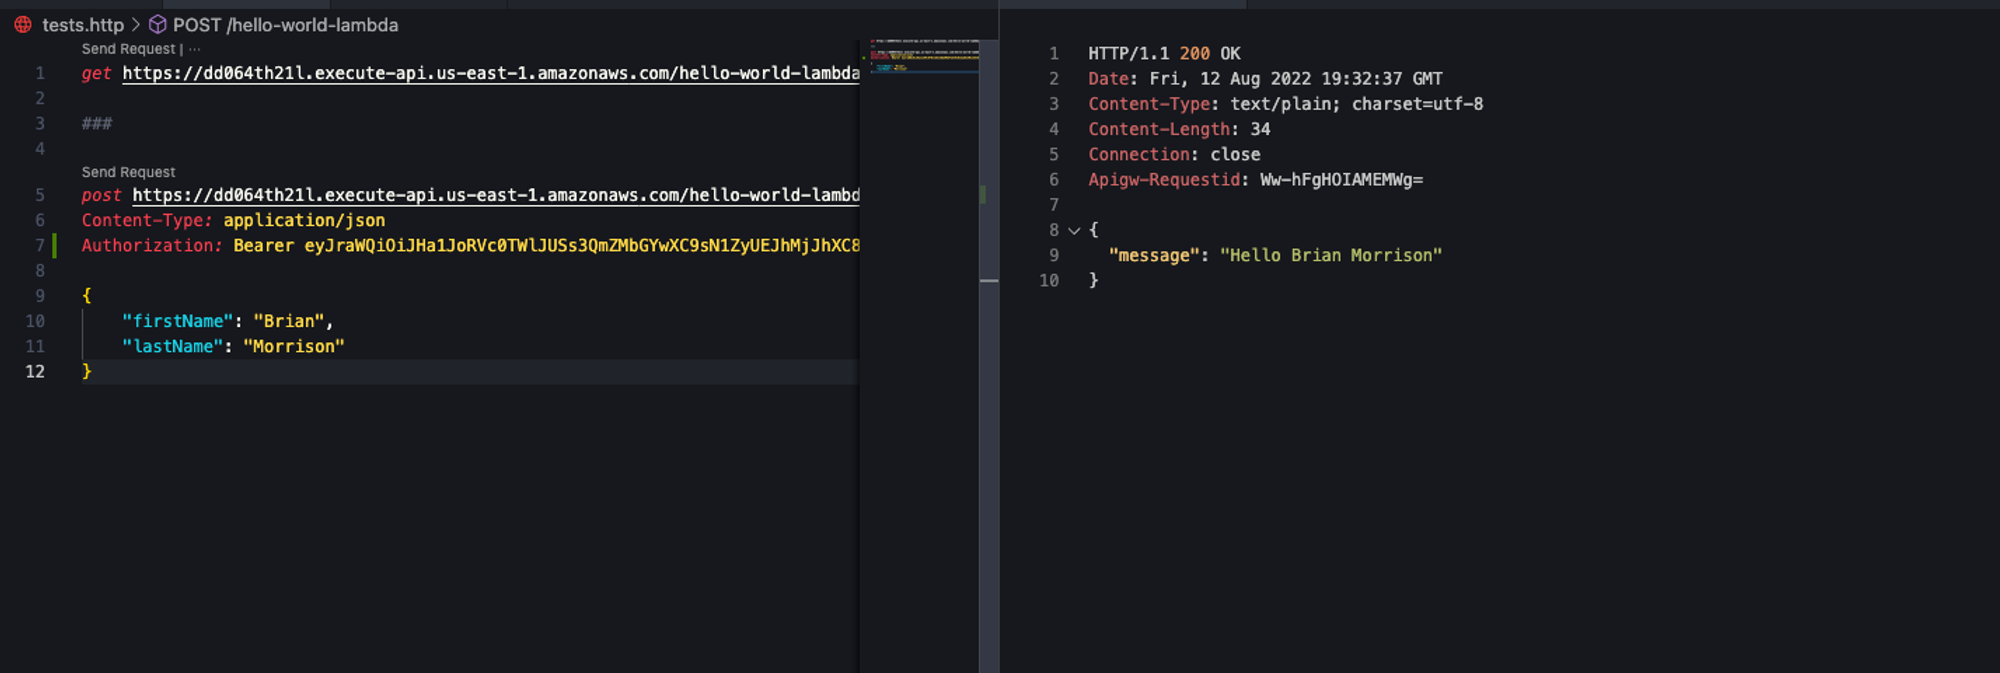 tests.http > POST /hello-world-lambda
Send Request | ···
1 get https://dd064th21l.execute-api.us-east-1.amazonaws.com/hello-world-lambda
2
3 ###
4
Send Request
5 post https://dd064th21l.execute-api.us-east-1.amazonaws.com/hello-world-lambd
6 Content-Type: application/json
7 Authorization: Bearer eyJraWQiOiJHa1JoRVc0TWlJUSs3QmZMbGYwXC9sN1ZyUEJhMjJhXC8
8
9 {
10 "firstName": "Brian",
11 "lastName": "Morrison"
12 }
1 HTTP/1.1 200 OK
2 Date: Fri, 12 Aug 2022 19:32:37 GMT
3 Content-Type: text/plain; charset=utf-8
4 Content-Length: 34
5 Connection: close
6 Apigw-Requestid: Ww-hFgHOIAMEMWg=
7
8 {
9 "message": "Hello Brian Morrison"
10 }